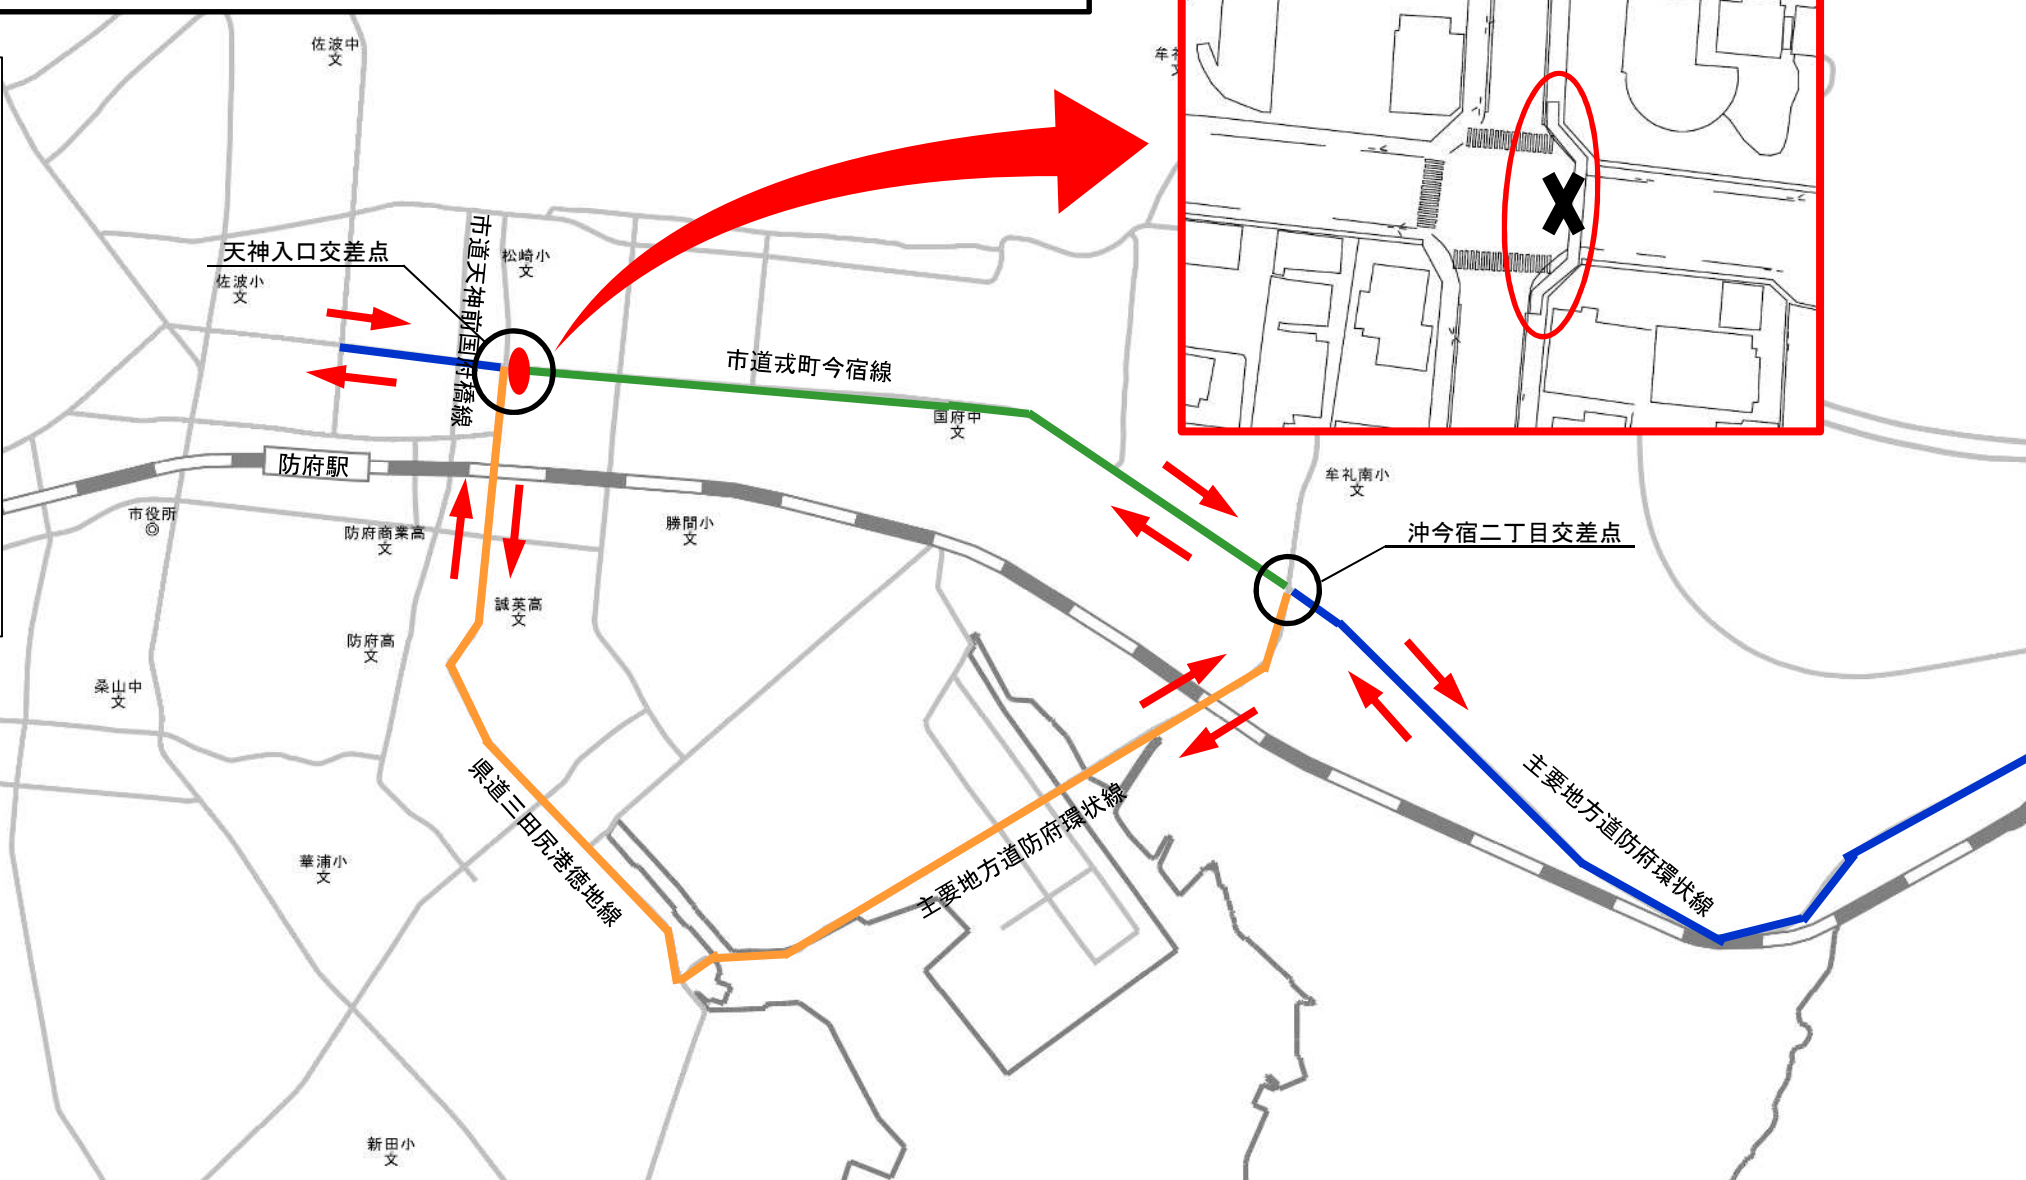 佐波中
文
牟礼
文
天神入口交差点
市道天神前国府橋線
松崎小
文
佐波小
文
市道戎町今宿線
国府中
文
防府駅
牟礼南小
文
市役所
◎
防府商業高
文
勝間小
文
沖今宿二丁目交差点
誠英高
文
防府高
文
桑山中
文
県道三田尻港徳地線
主要地方道防府環状線
主要地方道防府環状線
華浦小
文
新田小
文